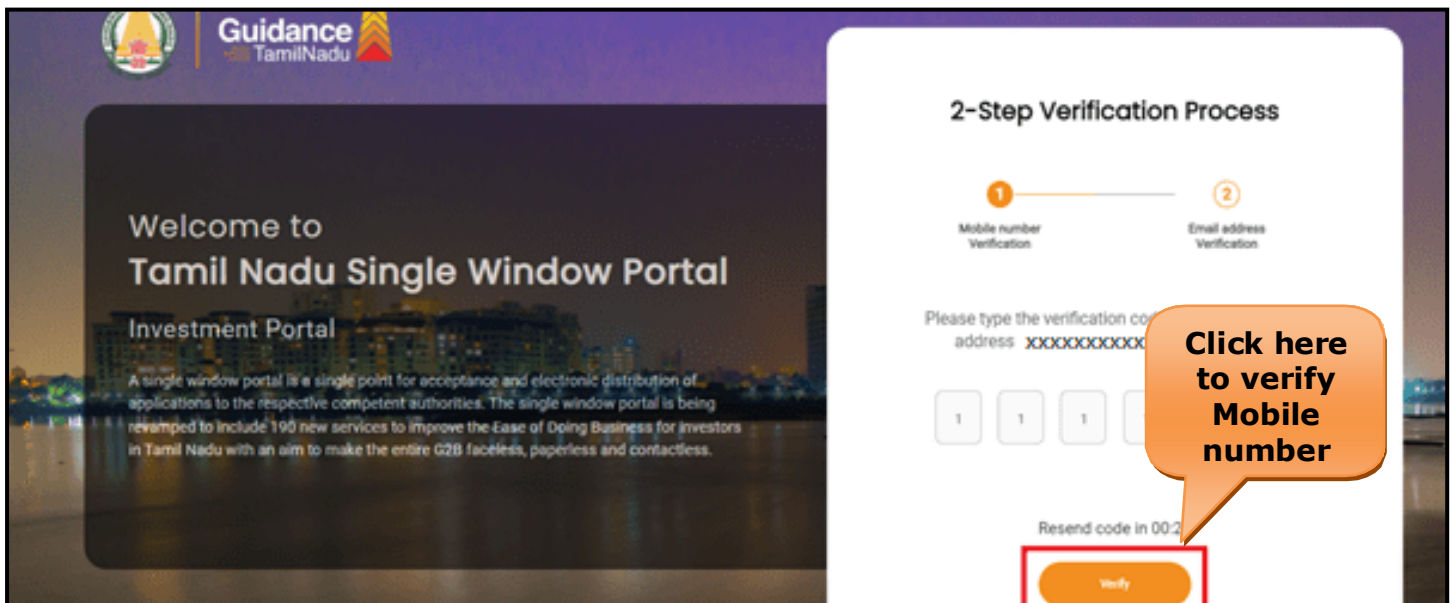 Guidance
TamilNadu
Welcome to
Tamil Nadu Single Window Portal
Investment Portal
A single window portal is a single point for acceptance and electronic distribution of
applications to the respective competent authorities. The single window portal is being
revamped to include 190 new services to improve the Ease of Doing Business for investors
in Tamil Nadu with an aim to make the entire G2B faceless, paperless and contactless.
2-Step Verification Process
1
2
Mobile number
Verification
Email address
Verification
Please type the verification
address xxxxxxxxxx
1 1 1
Resend code in
Verify
Click here
to verify
Mobile
number